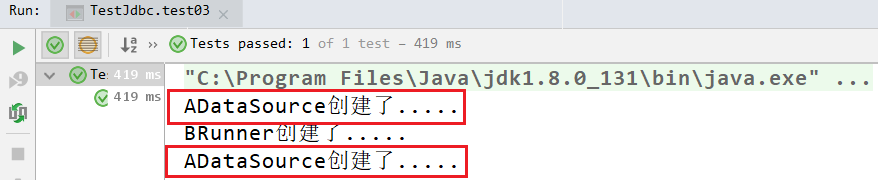 Run: TestJdbc.test03 ×
Tests passed: 1 of 1 test – 419 ms
Tes 419 ms
419 ms
"C:\Program Files\Java\jdk1.8.0_131\bin\java.exe" ...
ADataSource创建了.....
BRunner创建了.....
ADataSource创建了.....